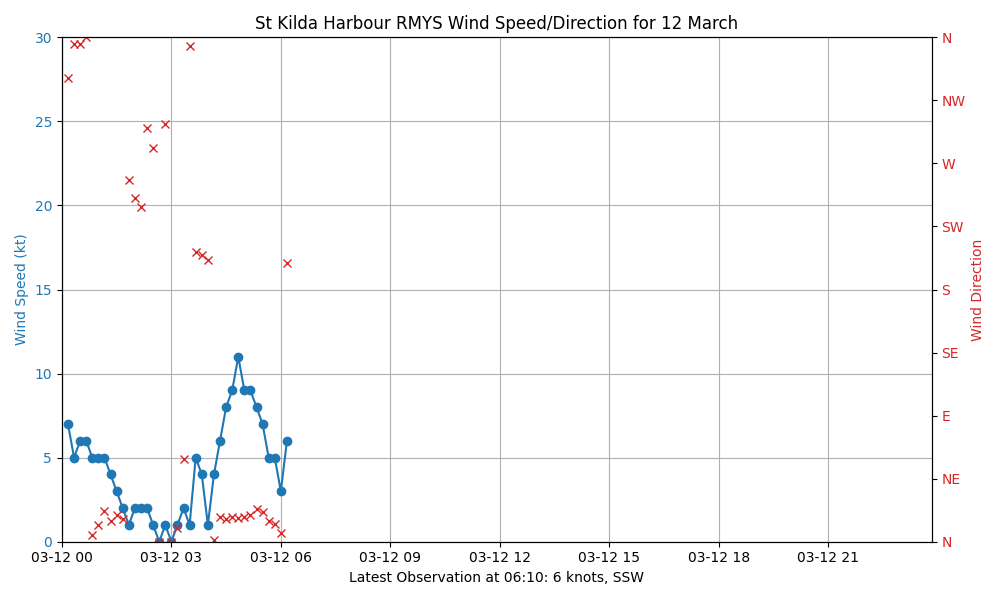 St Kilda Harbour RMYS Wind Speed/Direction for 12 March
30
25
20
15
10
5
0
Wind Speed (kt)
N
NW
W
SW
S
SE
E
NE
N
Wind Direction
03-12 00
03-12 03
03-12 06
03-12 09
03-12 12
03-12 15
03-12 18
03-12 21
Latest Observation at 06:10: 6 knots, SSW